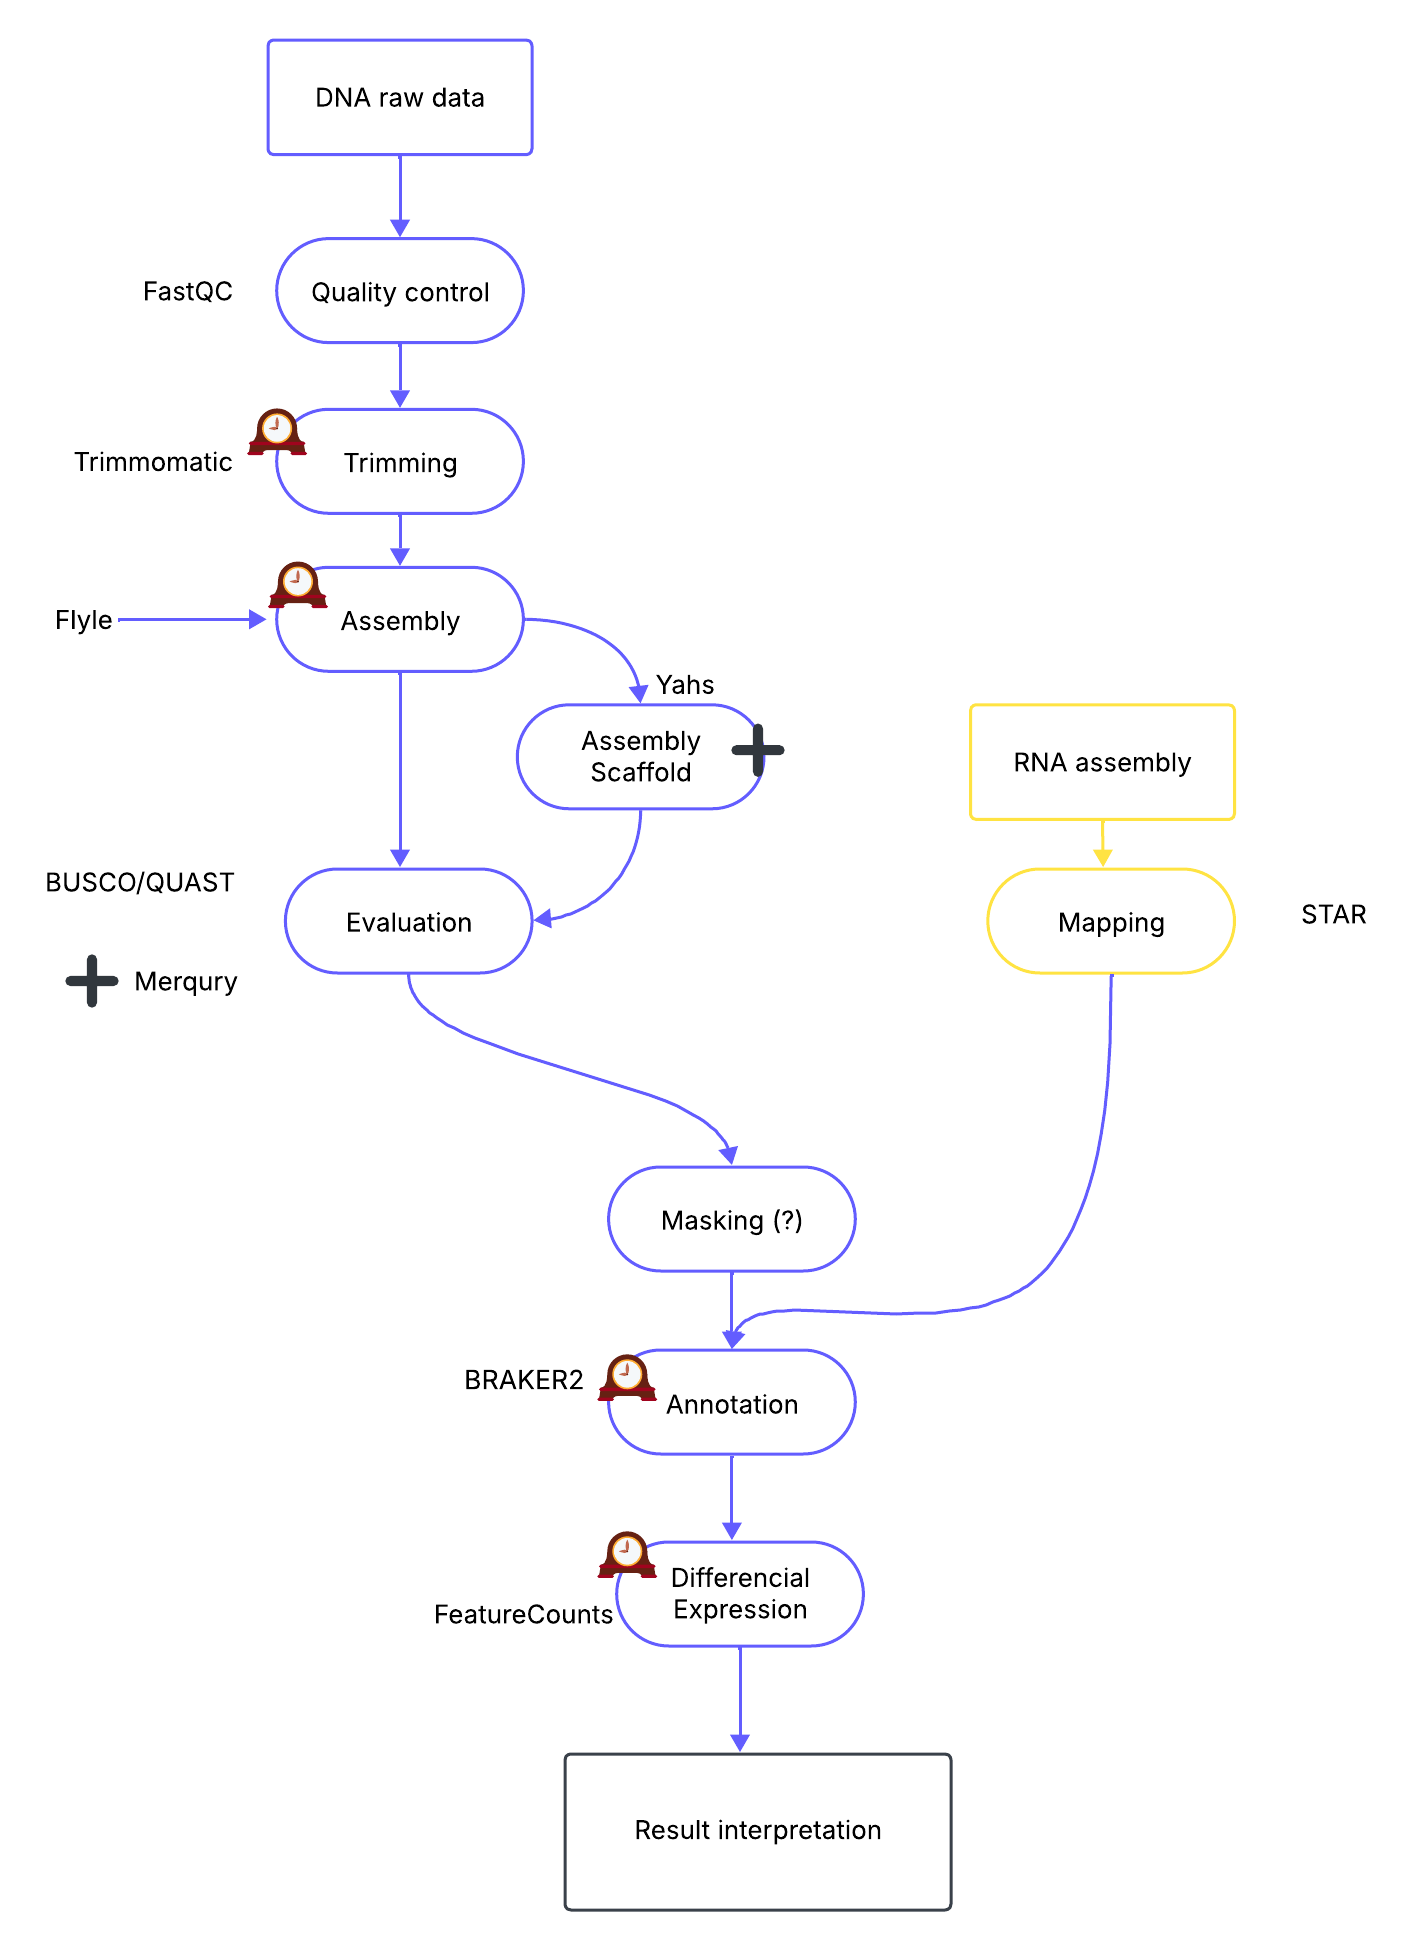 DNA raw data
FastQC
Quality control
Trimmomatic
Trimming
Flyle
Assembly
Yahs
Assembly
Scaffold
RNA assembly
BUSCO/QUAST
Evaluation
Mapping
STAR
Merqury
Masking (?)
BRAKER2
Annotation
Differencial
Expression
FeatureCounts
Result interpretation